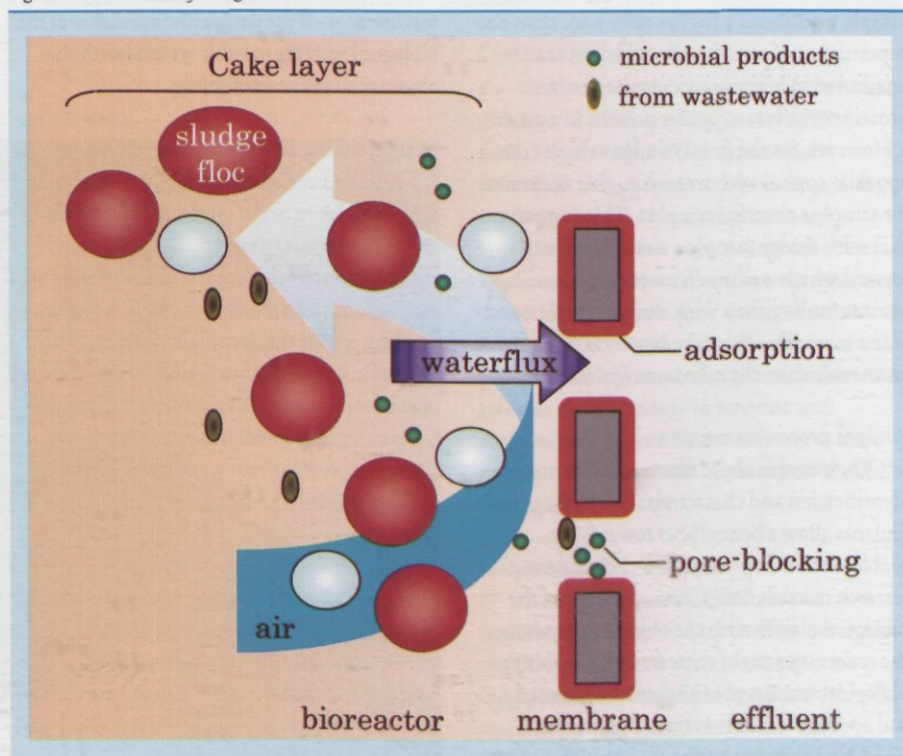 Cake layer
microbial products
from wastewater
sludge
floc
waterflux
adsorption
pore-blocking
air
bioreactor
membrane
effluent